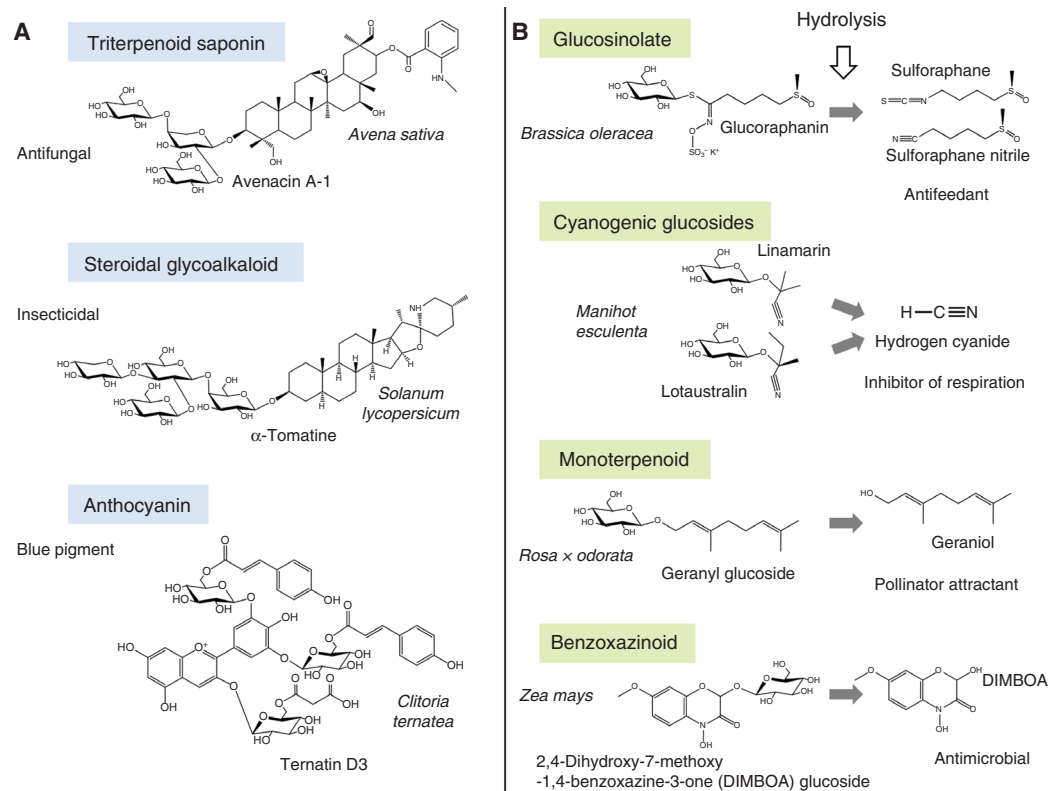 A
Triterpenoid saponin
Antifungal
Avena sativa
Avenacin A-1
Steroidal glycoalkaloid
Insecticidal
Solanum
lycopersicum
α-Tomatine
Anthocyanin
Blue pigment
Clitoria
ternatea
Ternatin D3
B
Hydrolysis
Glucosinolate
Brassica oleracea
Glucoraphanin
Sulforaphane
Sulforaphane nitrile
Antifeedant
Cyanogenic glucosides
Linamarin
Manihot
esculenta
Lotaustralin
H–C≡N
Hydrogen cyanide
Inhibitor of respiration
Monoterpenoid
Rosa × odorata
Geranyl glucoside
Geraniol
Pollinator attractant
Benzoxazinoid
Zea mays
2,4-Dihydroxy-7-methoxy
-1,4-benzoxazine-3-one (DIMBOA) glucoside
DIMBOA
Antimicrobial